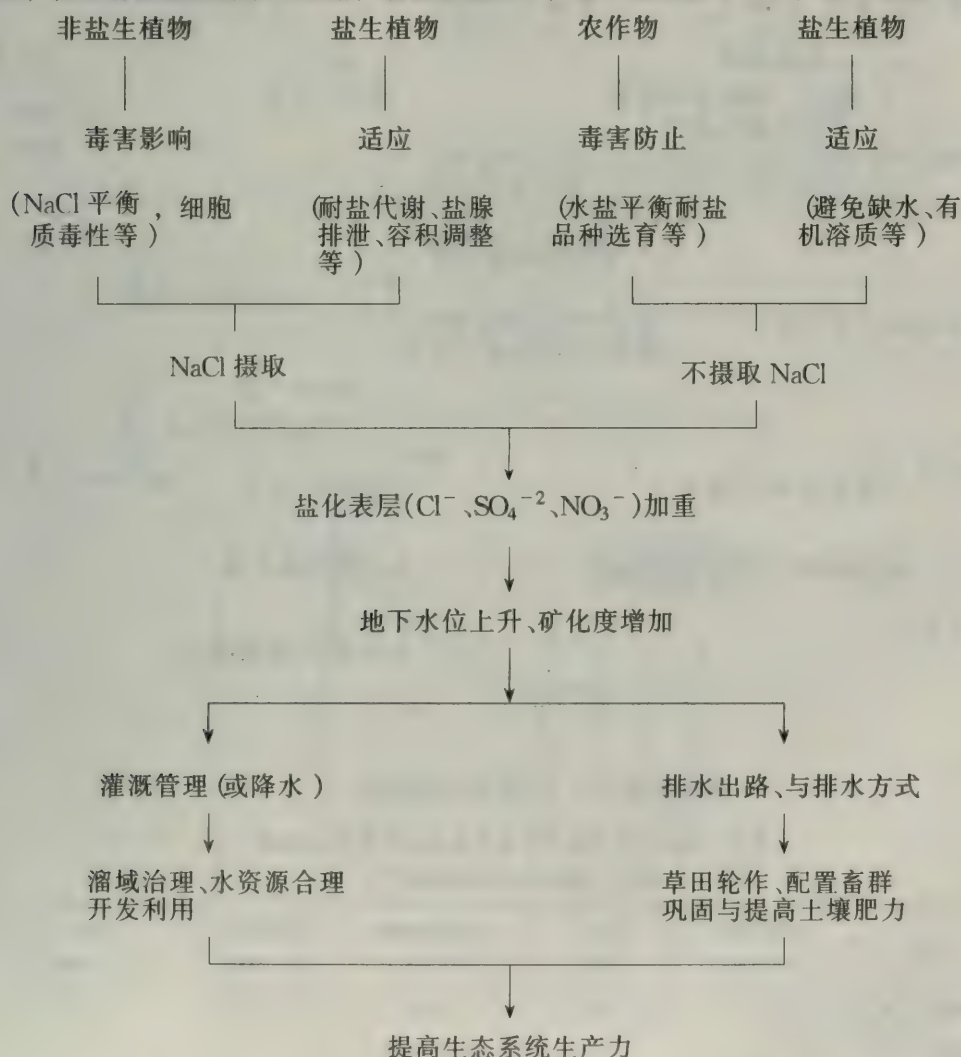 非盐生植物 盐生植物 农作物 盐生植物
毒害影响 适应 毒害防止 适应
(NaCl 平衡，细胞
质毒性等)
(耐盐代谢、盐腺
排泄、容积调整
等)
(水盐平衡耐盐
品种选育等)
(避免缺水、有
机溶质等)
NaCl 摄取 不摄取 NaCl
盐化表层(Cl⁻、SO₄⁻²、NO₃⁻)加重
地下水位上升、矿化度增加
灌溉管理(或降水) 排水出路、与排水方式
溜域治理、水资源合理
开发利用
草田轮作、配置畜群
巩固与提高土壤肥力
提高生态系统生产力